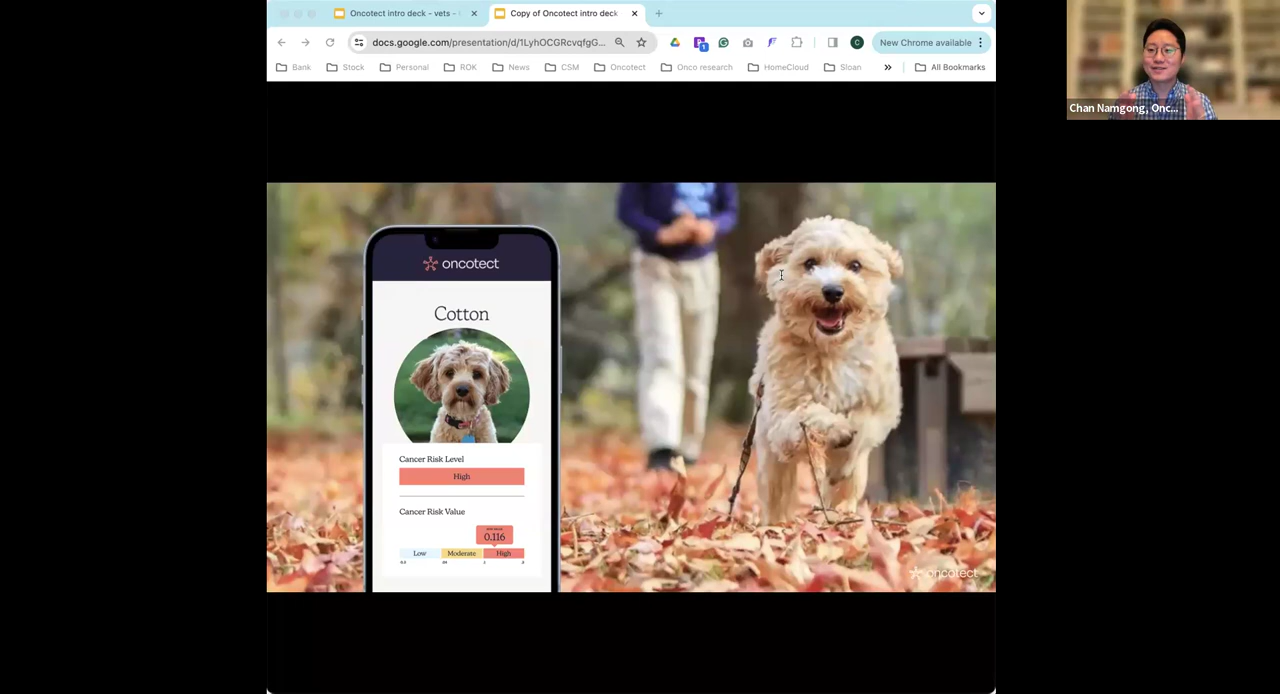 Oncotect intro deck – vets -
Copy of Oncotect intro deck
docs.google.com/presentation/d/1LyhOCGRcvqfgG...
New Chrome available
Bank
Stock
Personal
ROK
News
CSM
Oncotect
Onco research
HomeCloud
Sloan
»
All Bookmarks
Chan Namgong, Onc...
oncotect
Cotton
Cancer Risk Level
High
Cancer Risk Value
0.116
Low
Moderate
High
oncotect